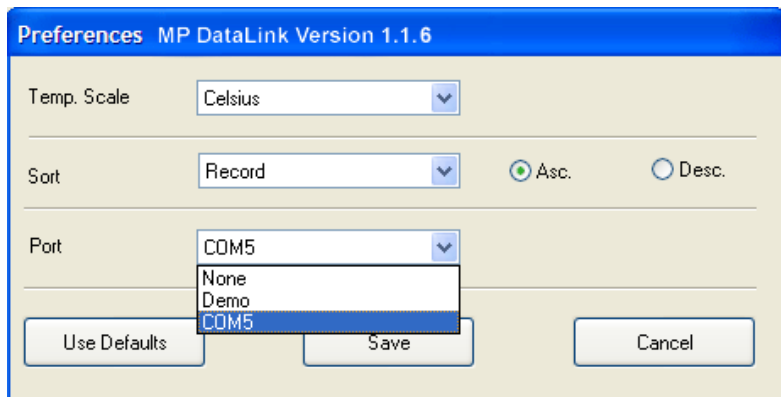 Preferences MP DataLink Version 1.1.6
Temp. Scale Celsius
Sort Record Asc. Desc.
Port COM5
None
Demo
COM5
Use Defaults Save Cancel